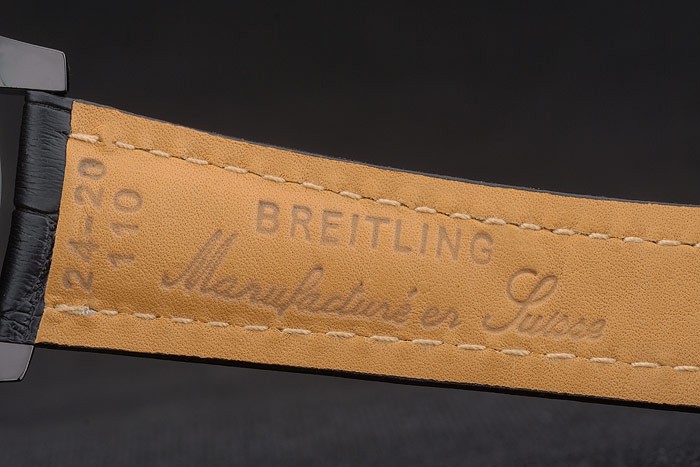 24-20
110
BREITLING
Manufacturé en Suisse